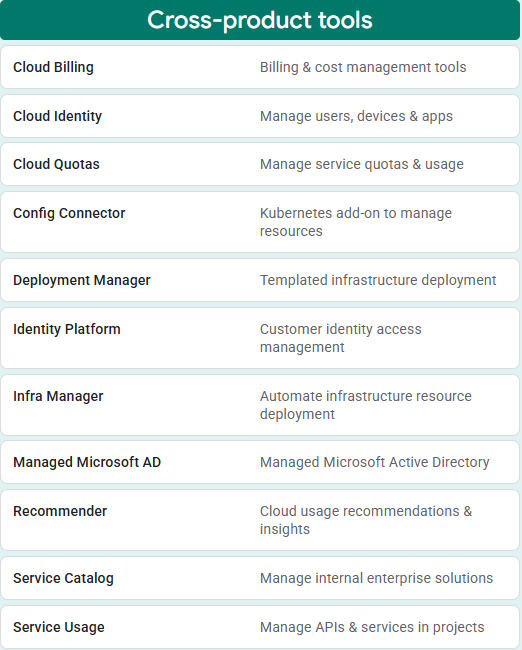 Cross-product tools
Cloud Billing
Billing & cost management tools
Cloud Identity
Manage users, devices & apps
Cloud Quotas
Manage service quotas & usage
Config Connector
Kubernetes add-on to manage
resources
Deployment Manager
Templated infrastructure deployment
Identity Platform
Customer identity access
management
Infra Manager
Automate infrastructure resource
deployment
Managed Microsoft AD
Managed Microsoft Active Directory
Recommender
Cloud usage recommendations &
insights
Service Catalog
Manage internal enterprise solutions
Service Usage
Manage APIs & services in projects